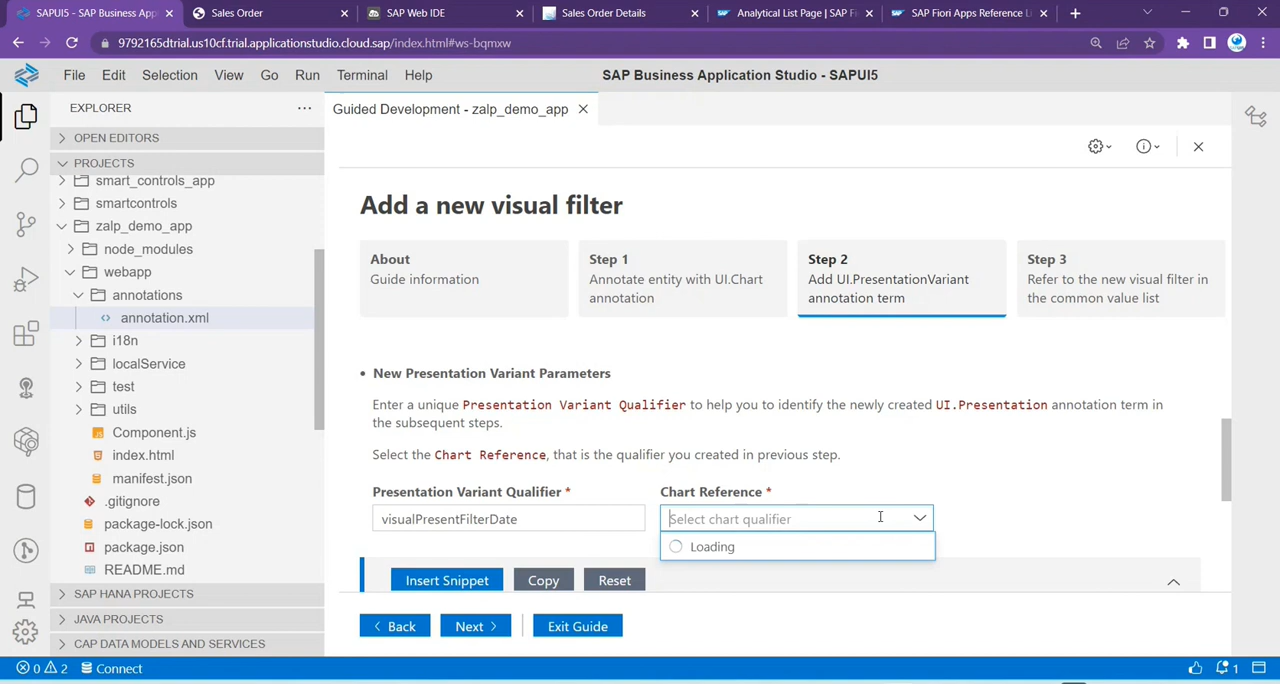 SAPUI5 - SAP Business App
Sales Order
SAP Web IDE
Sales Order Details
Analytical List Page | SAP Fi
SAP Fiori Apps Reference Li
9792165dtrial.us10cf.trial.applicationstudio.cloud.sap/index.html#ws-bqmxw
File Edit Selection View Go Run Terminal Help
SAP Business Application Studio - SAPUI5
EXPLORER
OPEN EDITORS
PROJECTS
smart_controls_app
smartcontrols
zalp_demo_app
node_modules
webapp
annotations
annotation.xml
i18n
localService
test
utils
Component.js
index.html
manifest.json
.gitignore
package-lock.json
package.json
README.md
SAP HANA PROJECTS
JAVA PROJECTS
CAP DATA MODELS AND SERVICES
Guided Development - zalp_demo_app
Add a new visual filter
About
Guide information
Step 1
Annotate entity with UI.Chart
annotation
Step 2
Add UI.PresentationVariant
annotation term
Step 3
Refer to the new visual filter in
the common value list
• New Presentation Variant Parameters
Enter a unique Presentation Variant Qualifier to help you to identify the newly created UI.Presentation annotation term in
the subsequent steps.
Select the Chart Reference, that is the qualifier you created in previous step.
Presentation Variant Qualifier *
Chart Reference *
visualPresentFilterDate
Select chart qualifier
Loading
Insert Snippet
Copy
Reset
Back
Next
Exit Guide
0 2 Connect
1